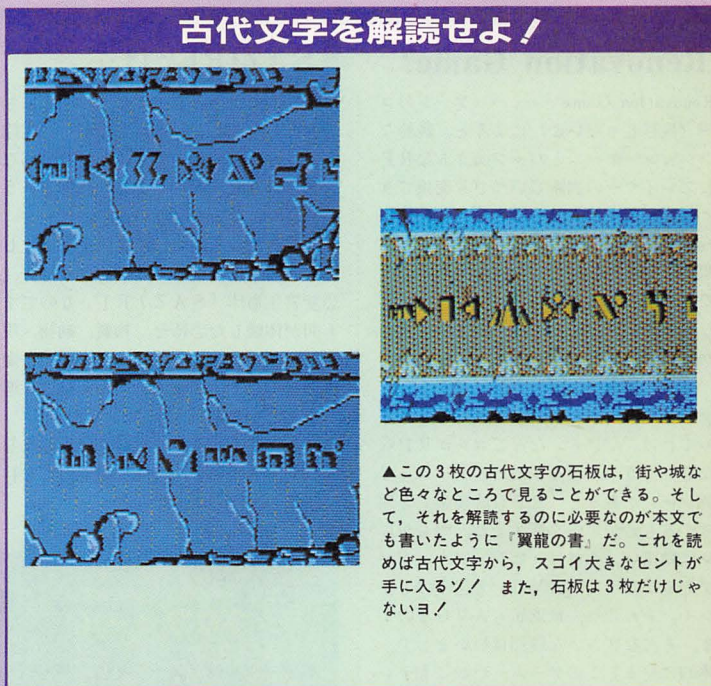 古代文字を解読せよ！
▲この3枚の古代文字の石板は，街や城な
ど色々なところで見ることができる。そし
て，それを解読するのに必要なのが本文で
も書いたように『翼龍の書』だ。これを読
めば古代文字から，スゴイ大きなヒントが
手に入るゾ！　また，石板は3枚だけじゃ
ないヨ！